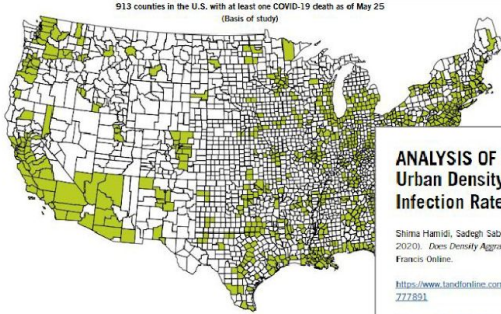 913 counties in the U.S. with at least one COVID-19 death as of May 25
(Basis of study)
ANALYSIS OF
Urban Density
Infection Rate
Shima Hamidi, Sadegh Sab
2020). Does Density Aggra
Francis Online.
https://www.tandfonline.con
777891